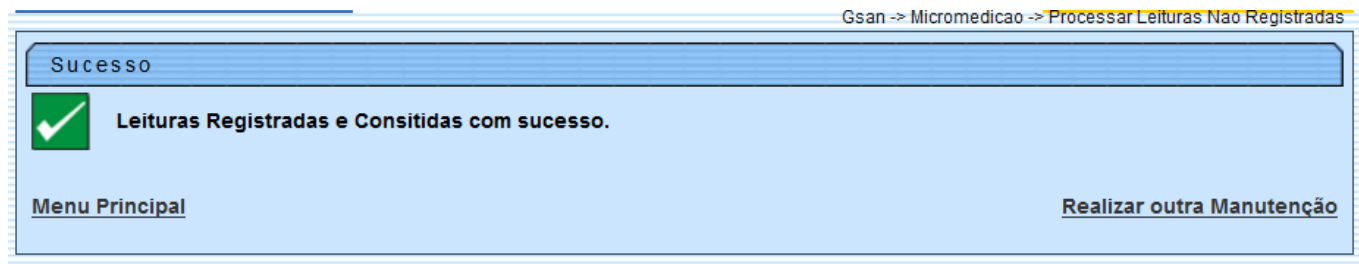 Gsan -> Micromedicao -> Processar Leituras Nao Registradas
Sucesso
Leituras Registradas e Consitidas com sucesso.
Menu Principal
Realizar outra Manutenção